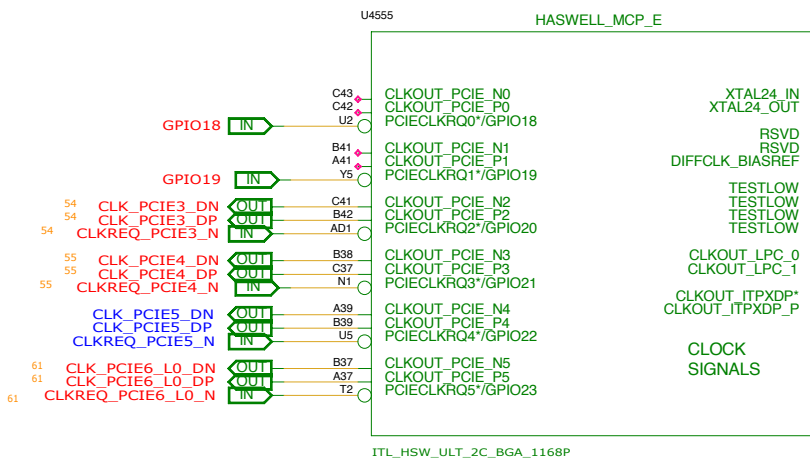 U4555 HASWELL_MCP_E
C43 CLKOUT_PCIE_N0 XTAL24_IN
C42 CLKOUT_PCIE_P0 XTAL24_OUT
GPIO18 IN U2 PCIECLKRQ0*/GPIO18
RSVD
B41 CLKOUT_PCIE_N1 RSVD
A41 CLKOUT_PCIE_P1 DIFFCLK_BIASREF
GPIO19 IN Y5 PCIECLKRQ1*/GPIO19
TESTLOW
54 CLK_PCIE3_DN OUT C41 CLKOUT_PCIE_N2 TESTLOW
54 CLK_PCIE3_DP OUT B42 CLKOUT_PCIE_P2 TESTLOW
54 CLKREQ_PCIE3_N IN AD1 PCIECLKRQ2*/GPIO20 TESTLOW
55 CLK_PCIE4_DN OUT B38 CLKOUT_PCIE_N3 CLKOUT_LPC_0
55 CLK_PCIE4_DP OUT C37 CLKOUT_PCIE_P3 CLKOUT_LPC_1
55 CLKREQ_PCIE4_N IN N1 PCIECLKRQ3*/GPIO21
CLKOUT_ITPXDP*
CLK_PCIE5_DN OUT A39 CLKOUT_PCIE_N4 CLKOUT_ITPXDP_P
CLK_PCIE5_DP OUT B39 CLKOUT_PCIE_P4
CLKREQ_PCIE5_N IN U5 PCIECLKRQ4*/GPIO22
CLOCK
61 CLK_PCIE6_L0_DN OUT B37 CLKOUT_PCIE_N5 SIGNALS
61 CLK_PCIE6_L0_DP OUT A37 CLKOUT_PCIE_P5
61 CLKREQ_PCIE6_L0_N IN T2 PCIECLKRQ5*/GPIO23
ITL_HSW_ULT_2C_BGA_1168P